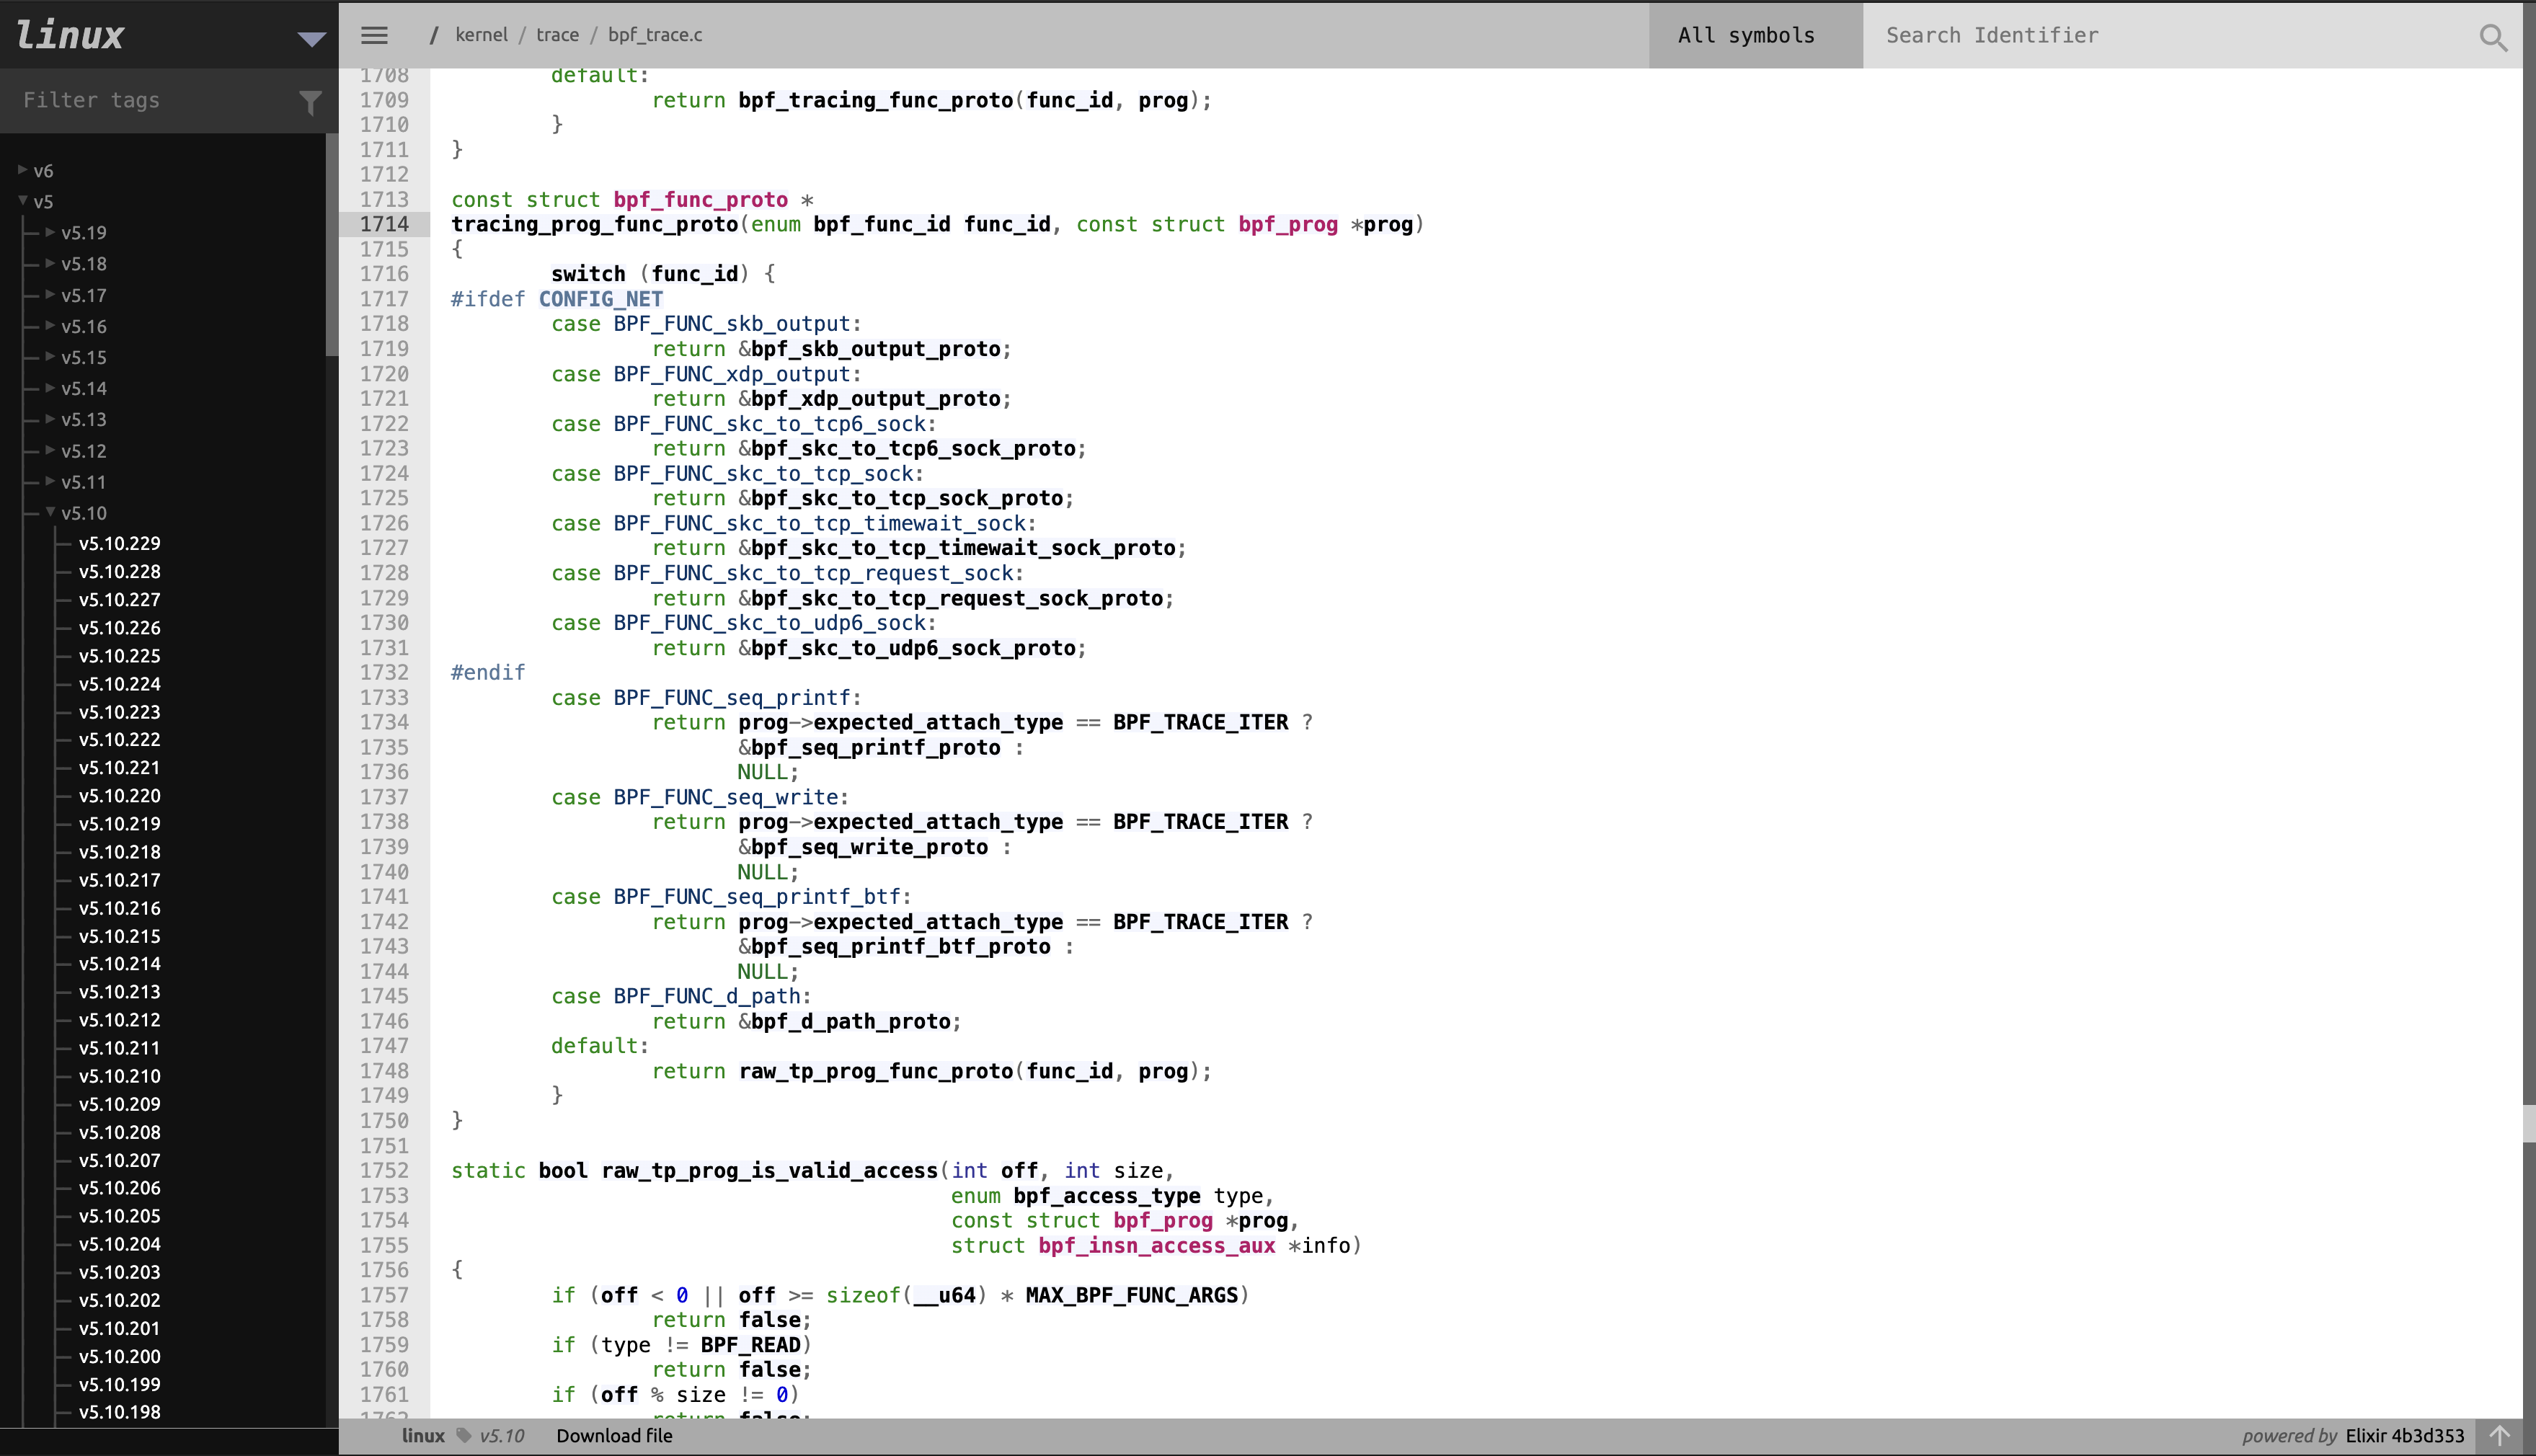 linux
/ kernel / trace / bpf_trace.c
All symbols
Search Identifier
Filter tags
v6
v5
v5.19
v5.18
v5.17
v5.16
v5.15
v5.14
v5.13
v5.12
v5.11
v5.10
v5.10.229
v5.10.228
v5.10.227
v5.10.226
v5.10.225
v5.10.224
v5.10.223
v5.10.222
v5.10.221
v5.10.220
v5.10.219
v5.10.218
v5.10.217
v5.10.216
v5.10.215
v5.10.214
v5.10.213
v5.10.212
v5.10.211
v5.10.210
v5.10.209
v5.10.208
v5.10.207
v5.10.206
v5.10.205
v5.10.204
v5.10.203
v5.10.202
v5.10.201
v5.10.200
v5.10.199
v5.10.198
1708 default:
1709 return bpf_tracing_func_proto(func_id, prog);
1710 }
1711 }
1712
1713 const struct bpf_func_proto *
1714 tracing_prog_func_proto(enum bpf_func_id func_id, const struct bpf_prog *prog)
1715 {
1716 switch (func_id) {
1717 #ifdef CONFIG_NET
1718 case BPF_FUNC_skb_output:
1719 return &bpf_skb_output_proto;
1720 case BPF_FUNC_xdp_output:
1721 return &bpf_xdp_output_proto;
1722 case BPF_FUNC_skc_to_tcp6_sock:
1723 return &bpf_skc_to_tcp6_sock_proto;
1724 case BPF_FUNC_skc_to_tcp_sock:
1725 return &bpf_skc_to_tcp_sock_proto;
1726 case BPF_FUNC_skc_to_tcp_timewait_sock:
1727 return &bpf_skc_to_tcp_timewait_sock_proto;
1728 case BPF_FUNC_skc_to_tcp_request_sock:
1729 return &bpf_skc_to_tcp_request_sock_proto;
1730 case BPF_FUNC_skc_to_udp6_sock:
1731 return &bpf_skc_to_udp6_sock_proto;
1732 #endif
1733 case BPF_FUNC_seq_printf:
1734 return prog->expected_attach_type == BPF_TRACE_ITER ?
1735 &bpf_seq_printf_proto :
1736 NULL;
1737 case BPF_FUNC_seq_write:
1738 return prog->expected_attach_type == BPF_TRACE_ITER ?
1739 &bpf_seq_write_proto :
1740 NULL;
1741 case BPF_FUNC_seq_printf_btf:
1742 return prog->expected_attach_type == BPF_TRACE_ITER ?
1743 &bpf_seq_printf_btf_proto :
1744 NULL;
1745 case BPF_FUNC_d_path:
1746 return &bpf_d_path_proto;
1747 default:
1748 return raw_tp_prog_func_proto(func_id, prog);
1749 }
1750 }
1751
1752 static bool raw_tp_prog_is_valid_access(int off, int size,
1753 enum bpf_access_type type,
1754 const struct bpf_prog *prog,
1755 struct bpf_insn_access_aux *info)
1756 {
1757 if (off < 0 || off >= sizeof(__u64) * MAX_BPF_FUNC_ARGS)
1758 return false;
1759 if (type != BPF_READ)
1760 return false;
1761 if (off % size != 0)
1762 return false;
linux v5.10 Download file
powered by Elixir 4b3d353